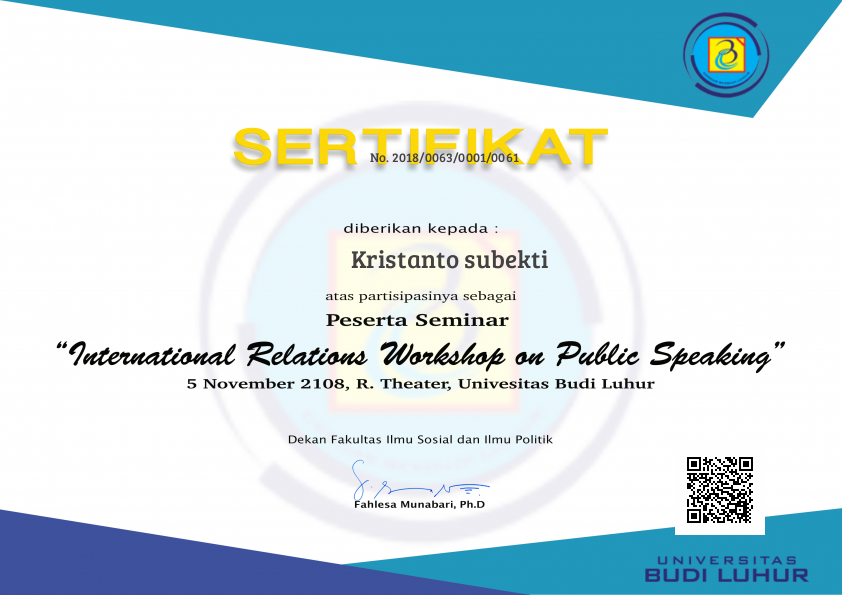 SERTIFIKAT
No. 2018/0063/0001/0061
diberikan kepada :
Kristanto subekti
atas partisipasinya sebagai
Peserta Seminar
“International Relations Workshop on Public Speaking”
5 November 2108, R. Theater, Univesitas Budi Luhur
Dekan Fakultas Ilmu Sosial dan Ilmu Politik
Fahlesa Munabari, Ph.D
UNIVERSITAS
BUDI LUHUR